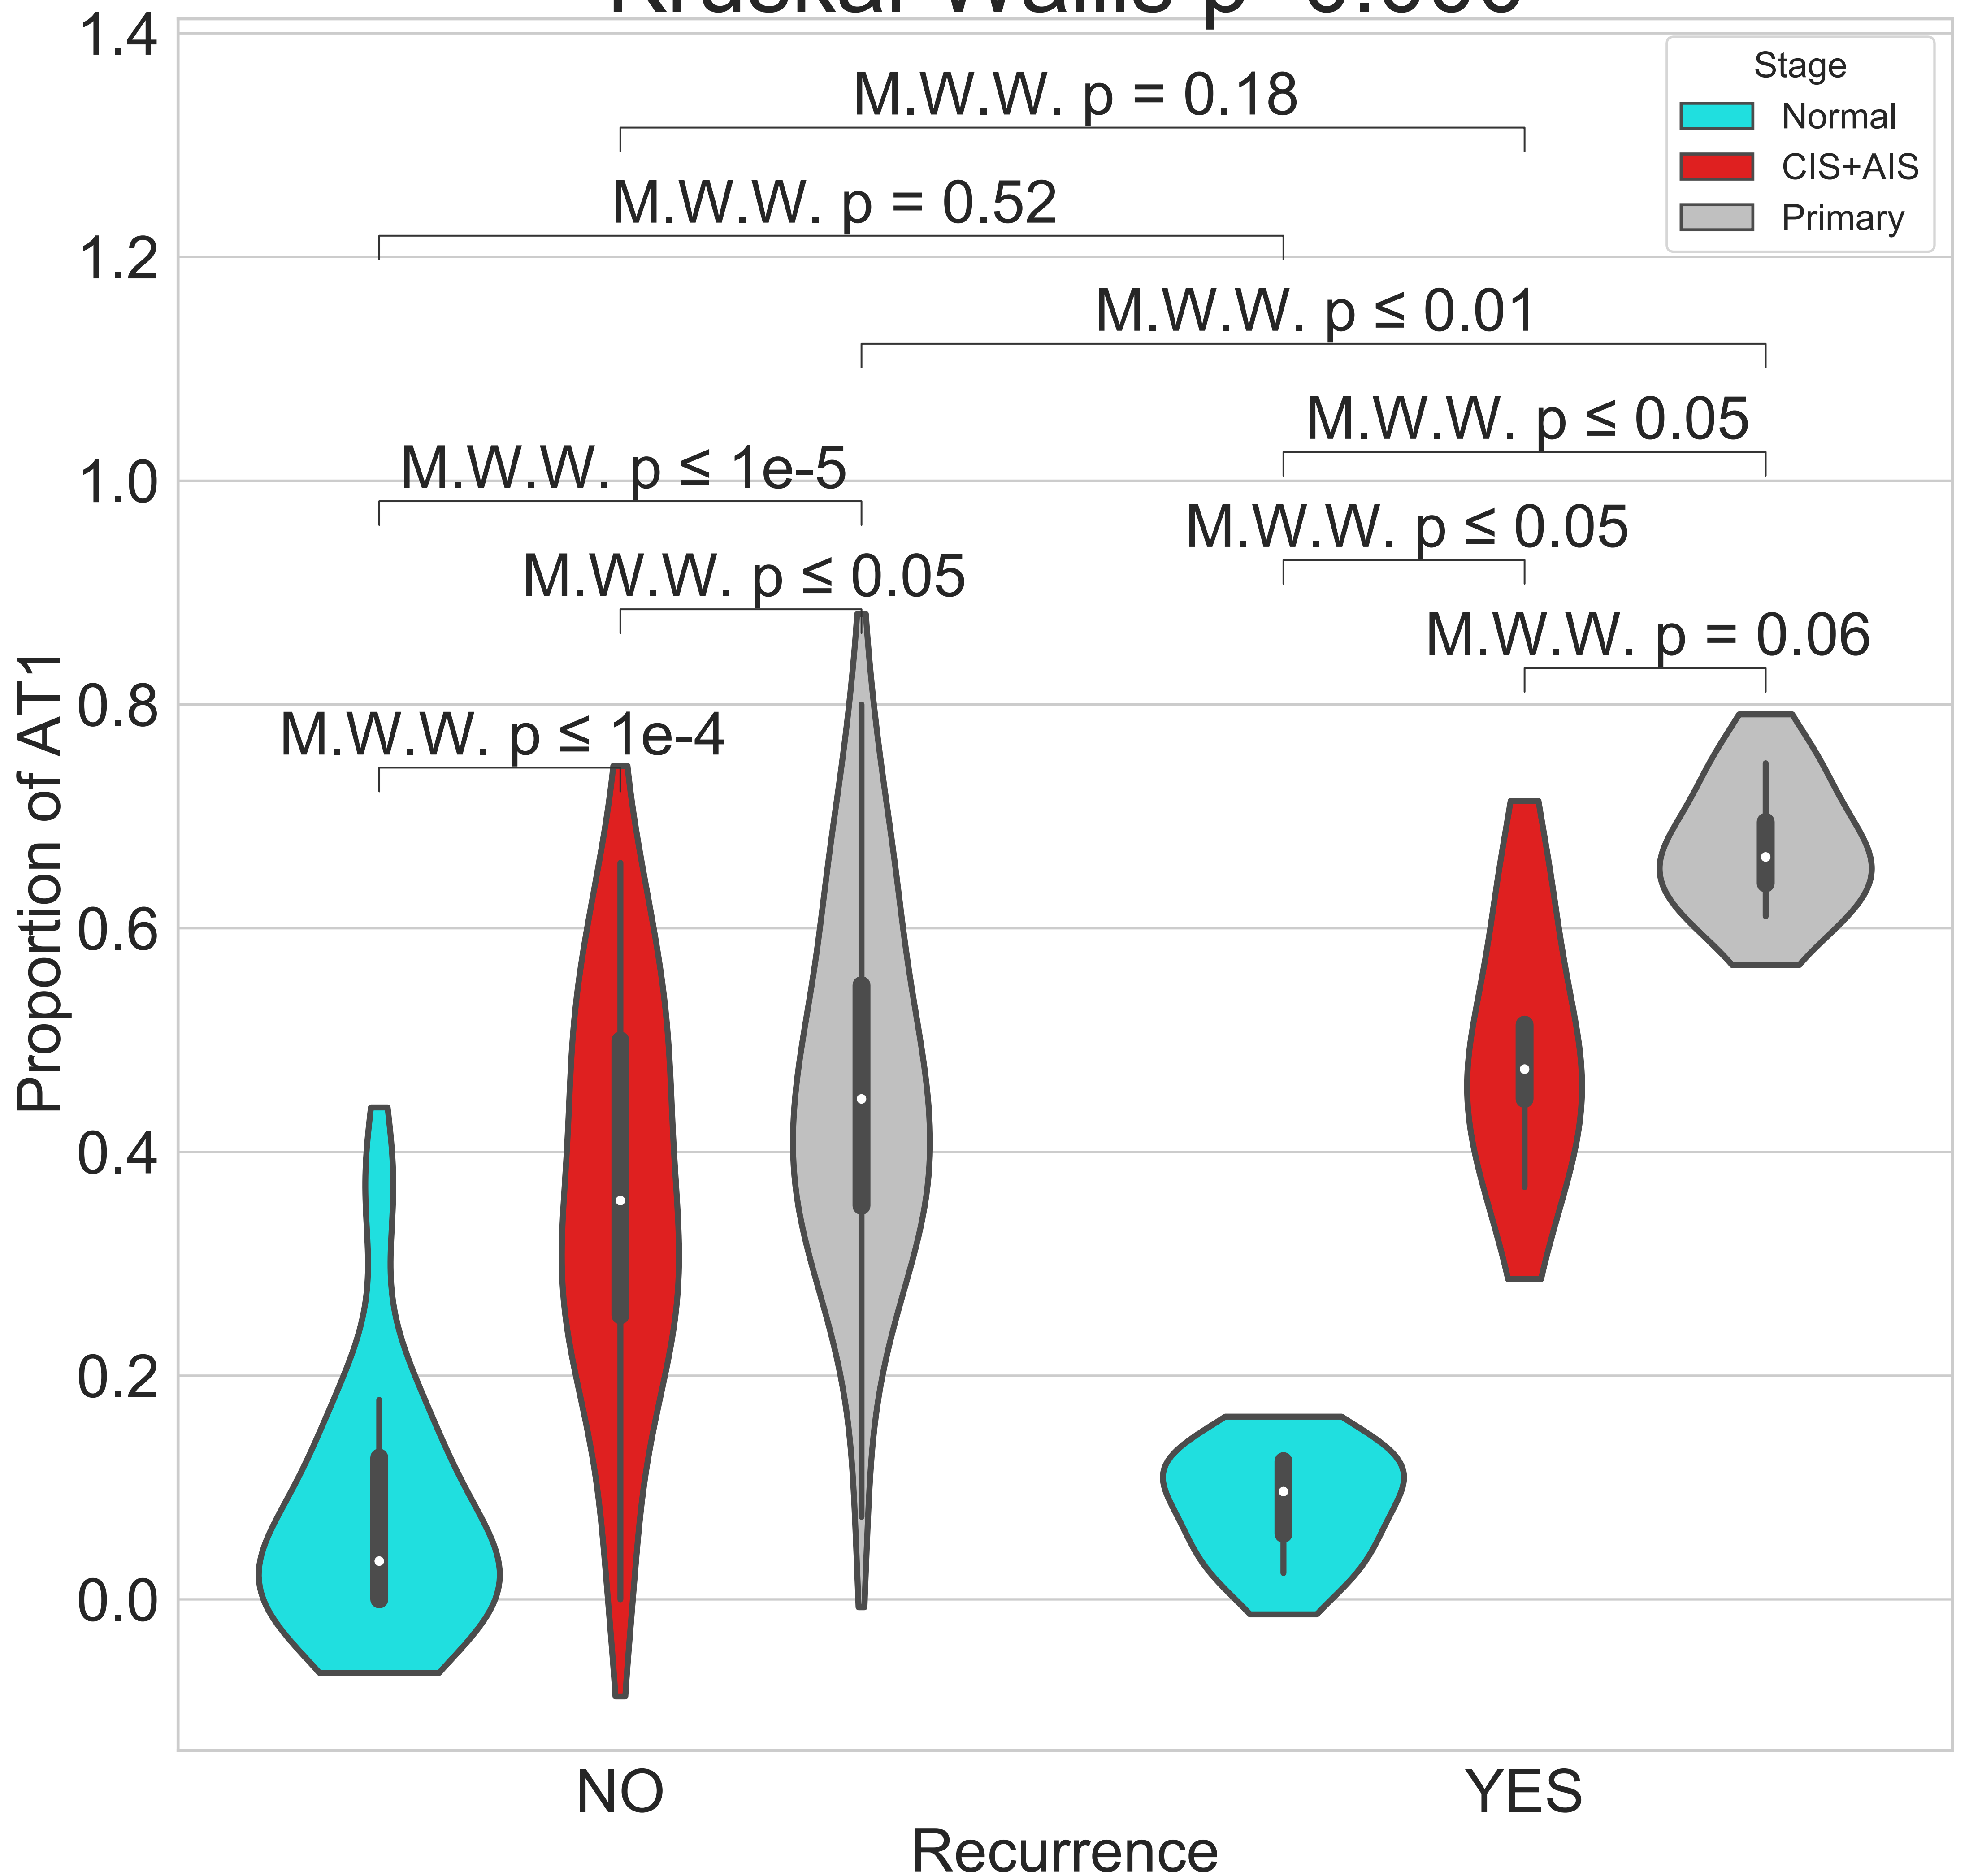 1.4
1.2
1.0
0.8
0.6
0.4
0.2
0.0
Proportion of AT1
Stage
Normal
CIS+AIS
Primary
M.W.W. p = 0.18
M.W.W. p = 0.52
M.W.W. p ≤ 0.01
M.W.W. p ≤ 0.05
M.W.W. p ≤ 1e-5
M.W.W. p ≤ 0.05
M.W.W. p ≤ 0.05
M.W.W. p = 0.06
M.W.W. p ≤ 1e-4
NO
YES
Recurrence